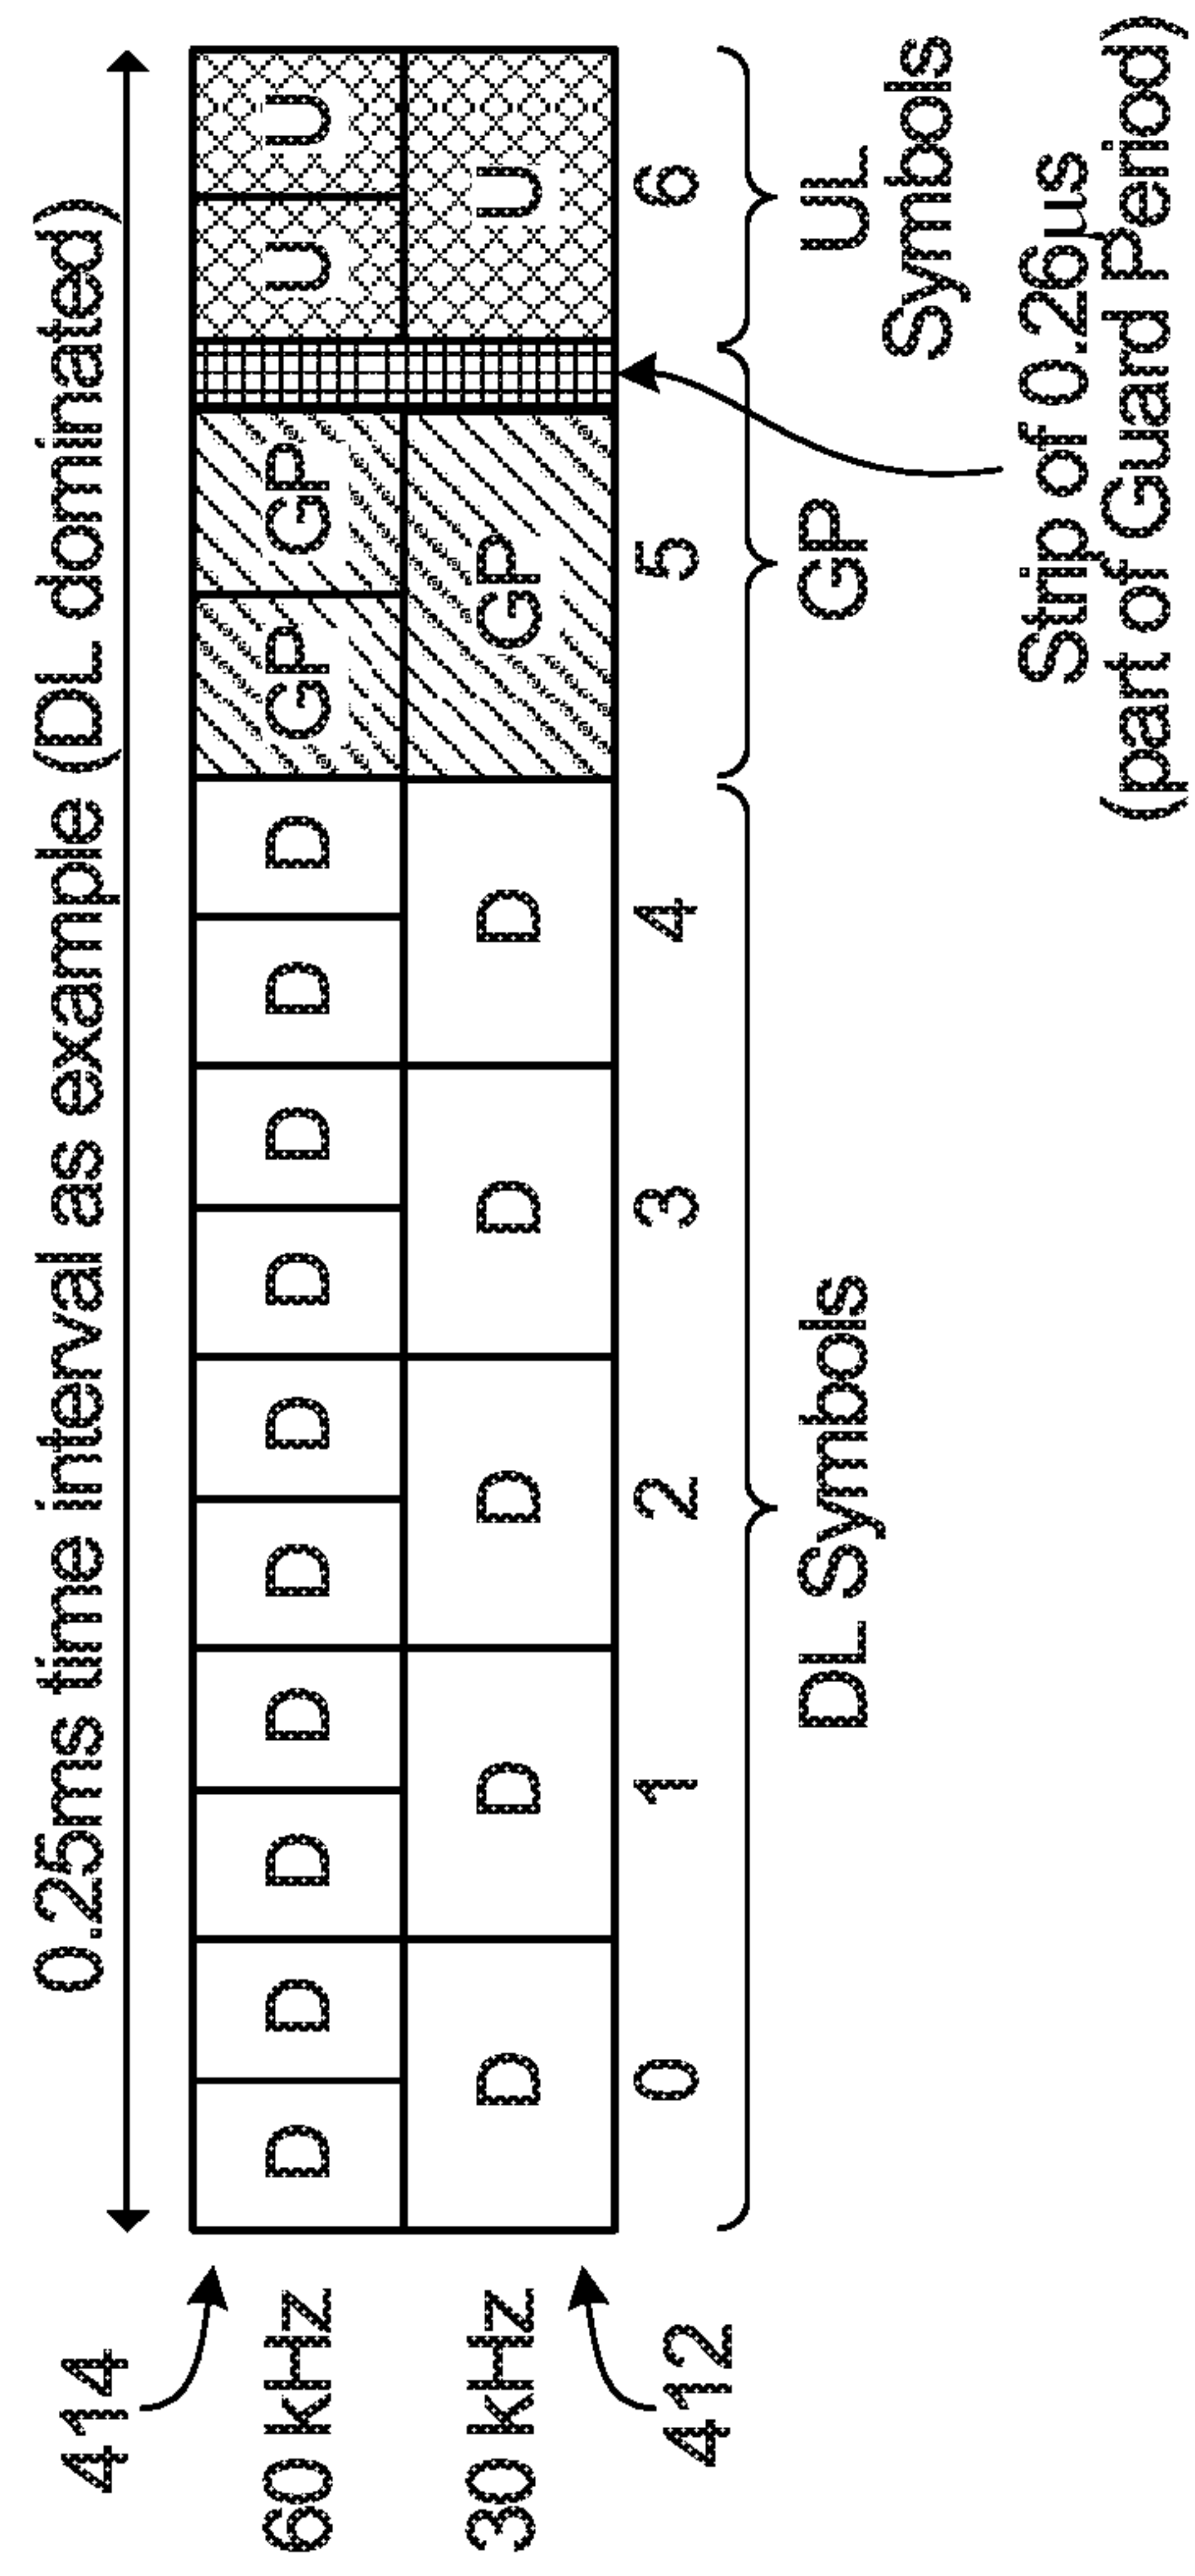 0.25ms time interval as example (DL dominated)
414
60 kHz
D D D D D D D D D D GP GP U U
30 kHz
D D D D D GP U
412
0 1 2 3 4 5 6
DL Symbols
GP
UL
Symbols
Strip of 0.26µs
(part of Guard Period)